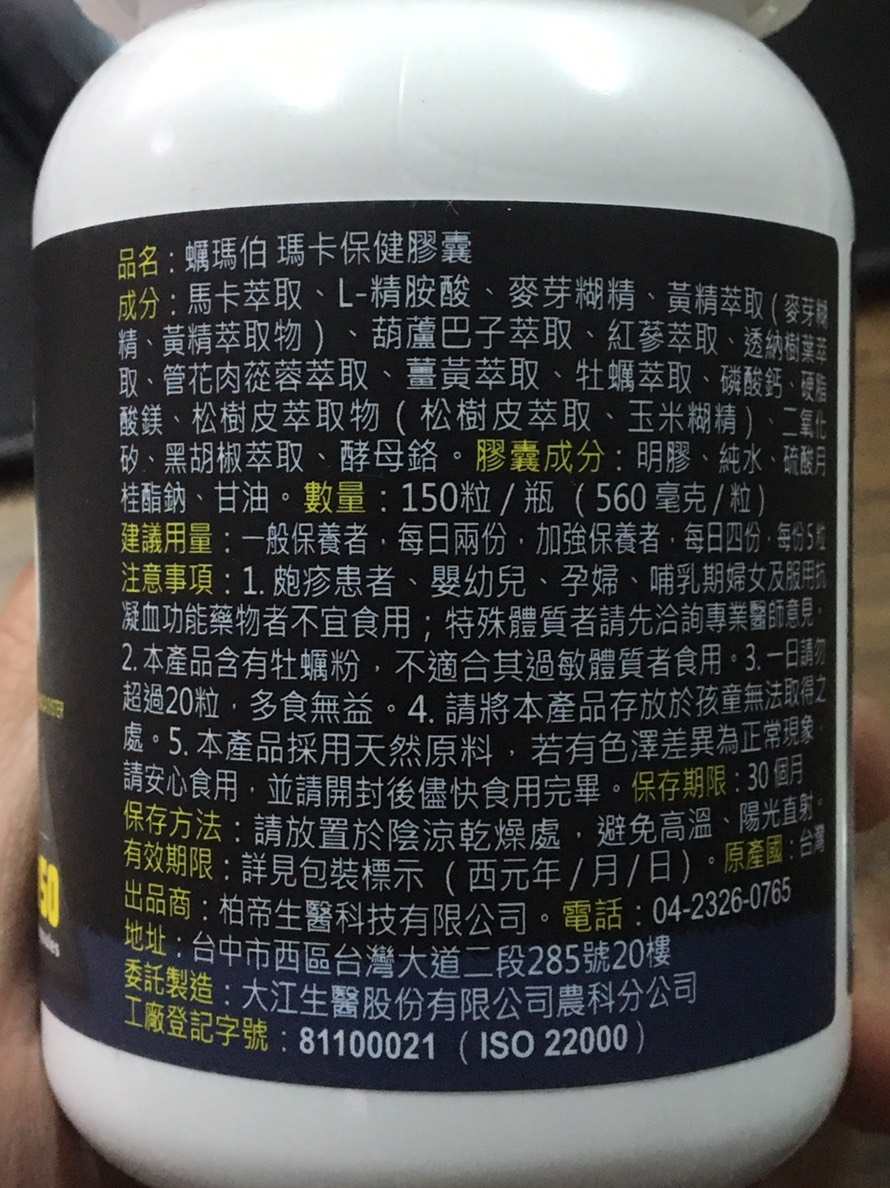 品名：蠣瑪伯 瑪卡保健膠囊
成分：馬卡萃取、L-精胺酸、麥芽糊精、黃精萃取（麥芽糊
精、黃精萃取物）、葫蘆巴子萃取、紅蔘萃取、透納樹葉萃
取、管花肉蓯蓉萃取、薑黃萃取、牡蠣萃取、磷酸鈣、硬脂
酸鎂、松樹皮萃取物（松樹皮萃取、玉米糊精）、二氧化
矽、黑胡椒萃取、酵母鉻。膠囊成分：明膠、純水、硫酸月
桂酯鈉、甘油。數量：150粒/瓶（560毫克/粒）
建議用量：一般保養者，每日兩份，加強保養者，每日四份，每份5粒
注意事項：1.皰疹患者、嬰幼兒、孕婦、哺乳期婦女及服用抗
凝血功能藥物者不宜食用；特殊體質者請先洽詢專業醫師意見。
2.本產品含有牡蠣粉，不適合其過敏體質者食用。3.一日請勿
超過20粒，多食無益。4.請將本產品存放於孩童無法取得之
處。5.本產品採用天然原料，若有色澤差異為正常現象，
請安心食用，並請開封後儘快食用完畢。保存期限：30個月
保存方法：請放置於陰涼乾燥處，避免高溫、陽光直射。
有效期限：詳見包裝標示（西元年/月/日）。原產國：台灣
出品商：柏帝生醫科技有限公司。電話：04-2326-0765
地址：台中市西區台灣大道二段285號20樓
委託製造：大江生醫股份有限公司農科分公司
工廠登記字號：81100021（ISO 22000）